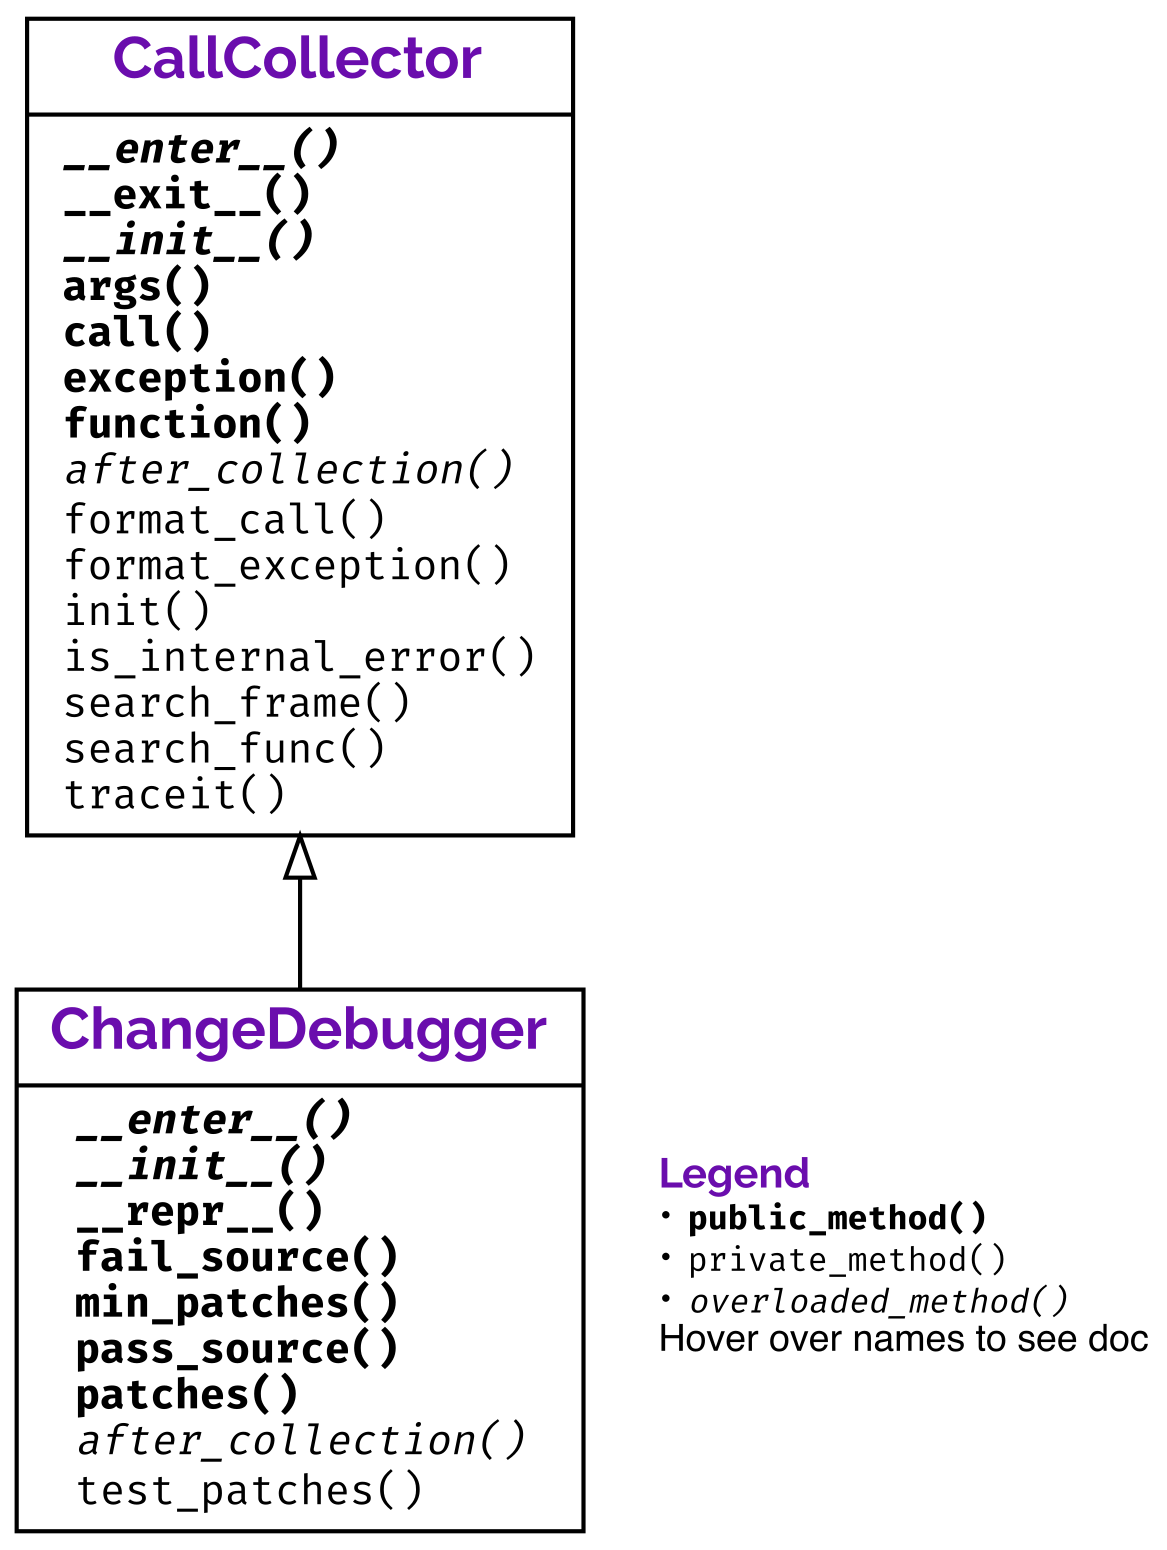 CallCollector
__enter__()
__exit__()
__init__()
args()
call()
exception()
function()
after_collection()
format_call()
format_exception()
init()
is_internal_error()
search_frame()
search_func()
traceit()
ChangeDebugger
__enter__()
__init__()
__repr__()
fail_source()
min_patches()
pass_source()
patches()
after_collection()
test_patches()
Legend
• public_method()
• private_method()
• overloaded_method()
Hover over names to see doc